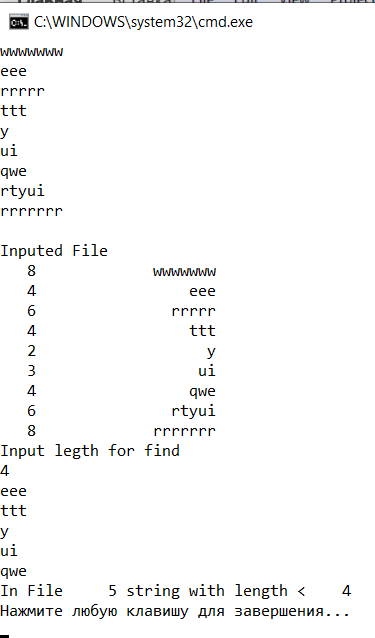 C:\WINDOWS\system32\cmd.exe
wwwwwww
eee
rrrrr
ttt
y
ui
qwe
rtyui
rrrrrrr
Inputed File
8 wwwwwww
4 eee
6 rrrrr
4 ttt
2 y
3 ui
4 qwe
6 rtyui
8 rrrrrrr
Input legth for find
4
eee
ttt
y
ui
qwe
In File 5 string with length < 4
Нажмите любую клавишу для завершения...